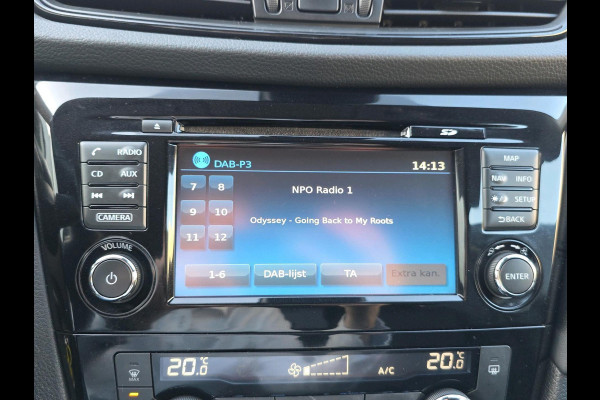 SD
RADIO
CD AUX
CAMERA
VOLUME
DAB-P3 14:13
7 8
9 10
11 12
NPO Radio 1
Odyssey - Going Back to My Roots
1-6 DAB-lijst TA Extra kan.
MAP
NAV INFO
SETUP
BACK
ENTER
MAX
20.0°C A/C 20.0°C